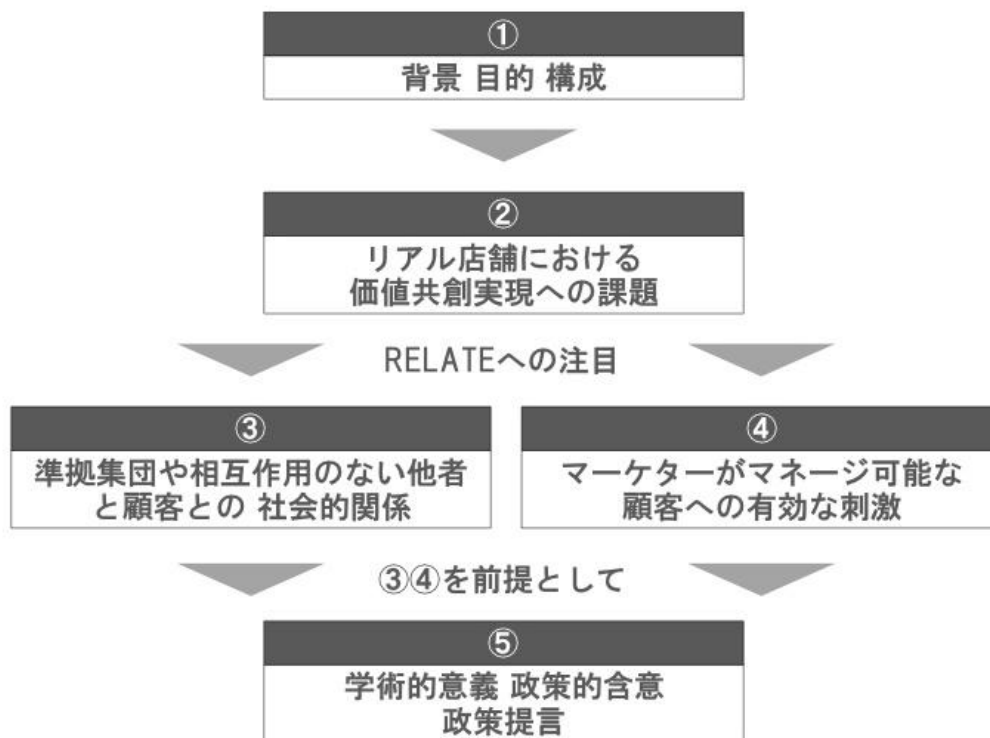 ①
背景 目的 構成
②
リアル店舗における
価値共創実現への課題
RELATEへの注目
③
準拠集団や相互作用のない他者
と顧客との 社会的関係
④
マーケターがマネージ可能な
顧客への有効な刺激
③④を前提として
⑤
学術的意義 政策的含意
政策提言